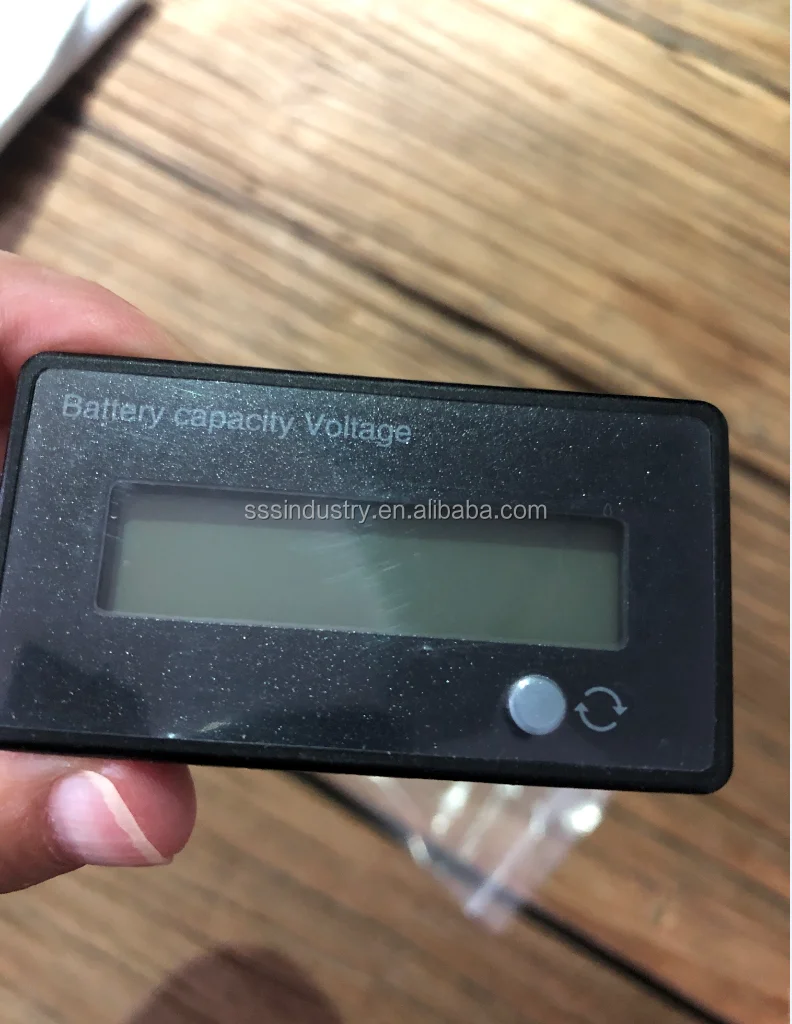 Battery capacity Voltage
sssindustry.en.alibaba.com